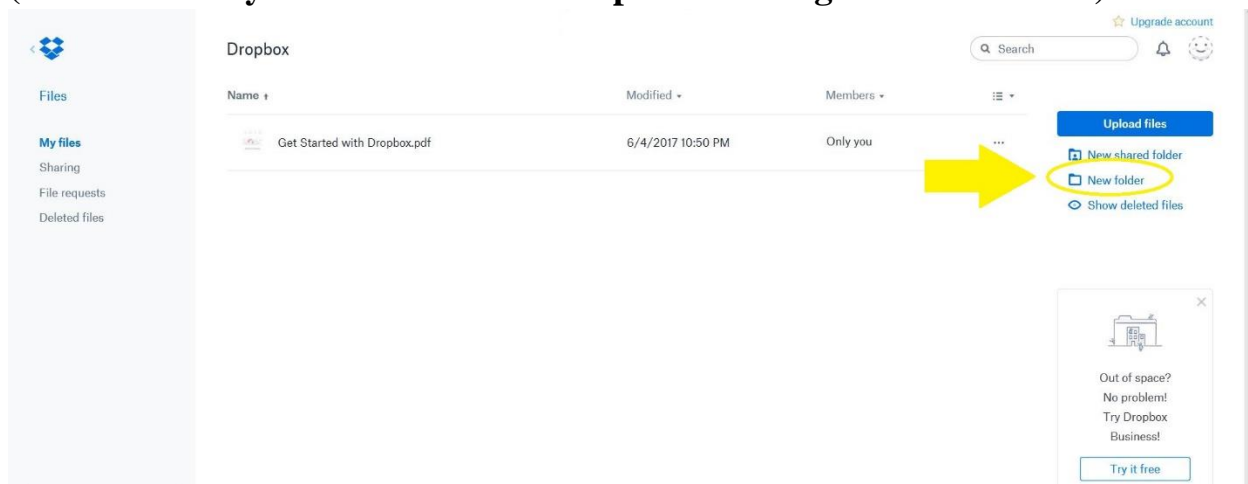 Upgrade account
Dropbox
Search
Files
Name
Modified
Members
Upload files
My files
Get Started with Dropbox.pdf
6/4/2017 10:50 PM
Only you
...
New shared folder
Sharing
New folder
File requests
Show deleted files
Deleted files
Out of space?
No problem!
Try Dropbox
Business!
Try it free